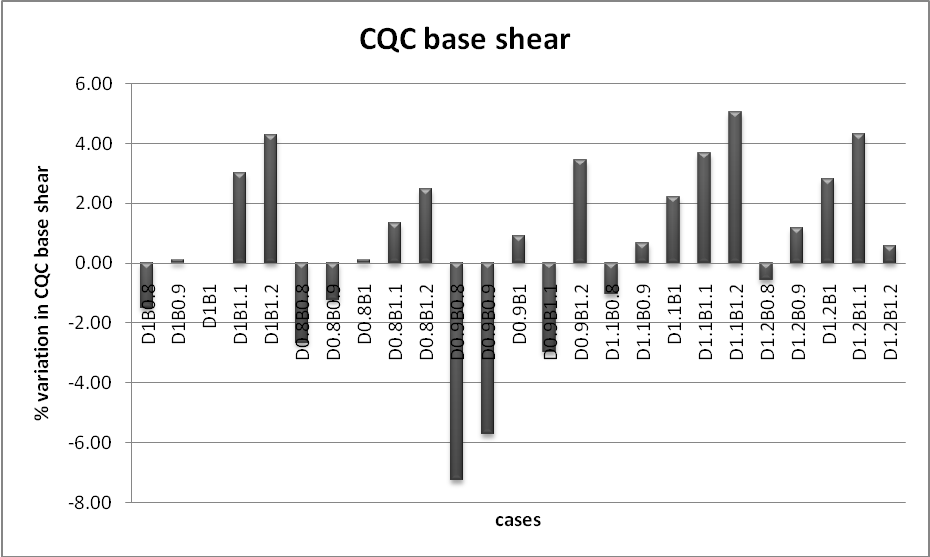 CQC base shear
6.00
4.00
2.00
0.00
-2.00
-4.00
-6.00
-8.00
% variation in CQC base shear
D1B0.8
D1B0.9
D1B1
D1B1.1
D1B1.2
D0.8B0.8
D0.8B0.9
D0.8B1
D0.8B1.1
D0.8B1.2
D0.9B0.8
D0.9B0.9
D0.9B1
D0.9B1.1
D0.9B1.2
D1.1B0.8
D1.1B0.9
D1.1B1
D1.1B1.1
D1.1B1.2
D1.2B0.8
D1.2B0.9
D1.2B1
D1.2B1.1
D1.2B1.2
cases